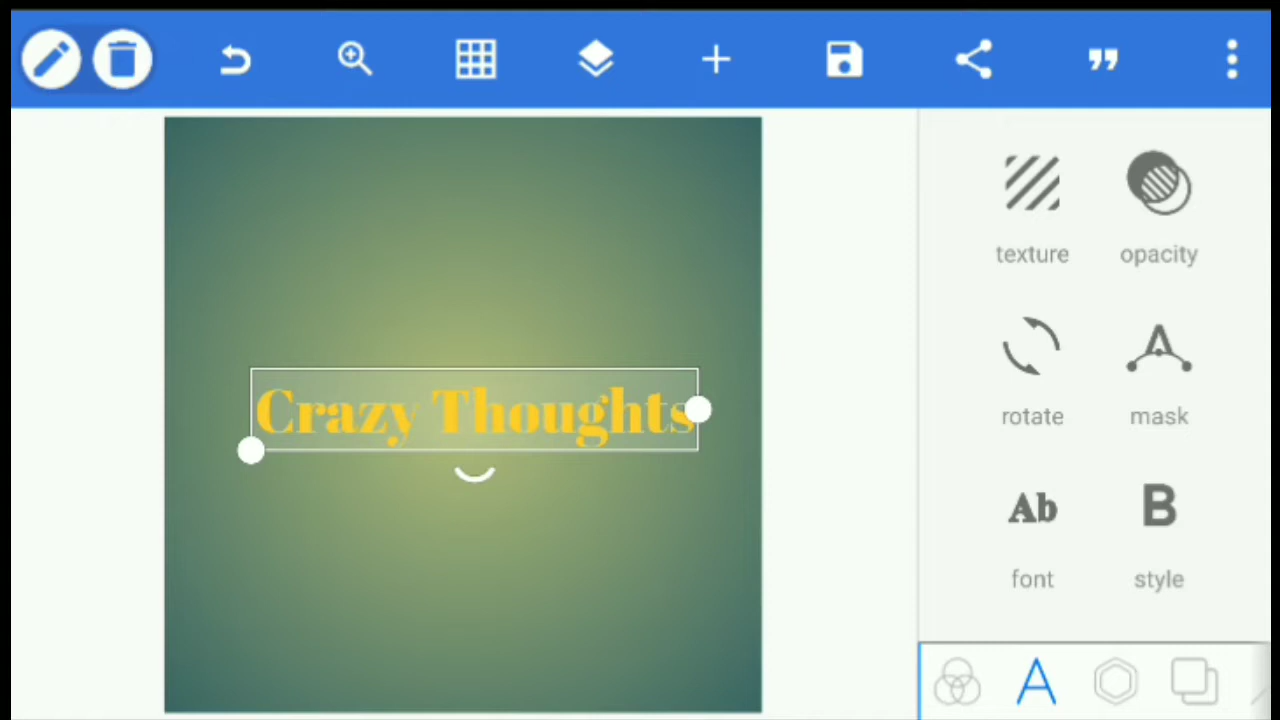 Crazy Thoughts
texture
opacity
rotate
mask
Ab
B
font
style
A